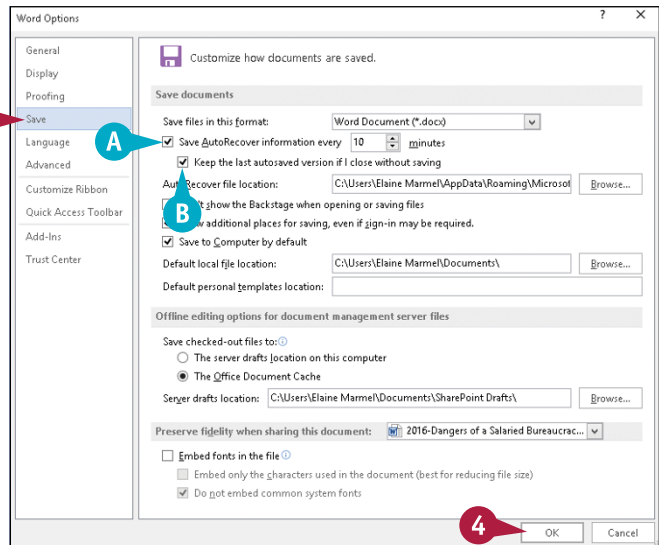 Word Options
? X
General
Display
Proofing
Save
Language
Advanced
Customize Ribbon
Quick Access Toolbar
Add-Ins
Trust Center
Customize how documents are saved.
Save documents
Save files in this format: Word Document (*.docx)
A
Save AutoRecover information every 10 minutes
Keep the last autosaved version if I close without saving
B
AutoRecover file location: C:\Users\Elaine Marmel\AppData\Roaming\Microsof Browse...
show the Backstage when opening or saving files
additional places for saving, even if sign-in may be required.
Save to Computer by default
Default local file location: C:\Users\Elaine Marmel\Documents\ Browse...
Default personal templates location:
Offline editing options for document management server files
Save checked-out files to:
The server drafts location on this computer
The Office Document Cache
Server drafts location: C:\Users\Elaine Marmel\Documents\SharePoint Drafts\ Browse...
Preserve fidelity when sharing this document: 2016-Dangers of a Salaried Bureaucrac...
Embed fonts in the file
Embed only the characters used in the document (best for reducing file size)
Do not embed common system fonts
4
OK Cancel